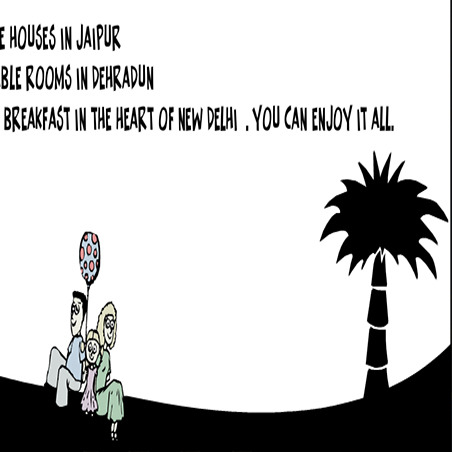 E HOUSES IN JAIPUR
BLE ROOMS IN DEHRADUN
BREAKFAST IN THE HEART OF NEW DELHI . YOU CAN ENJOY IT ALL.